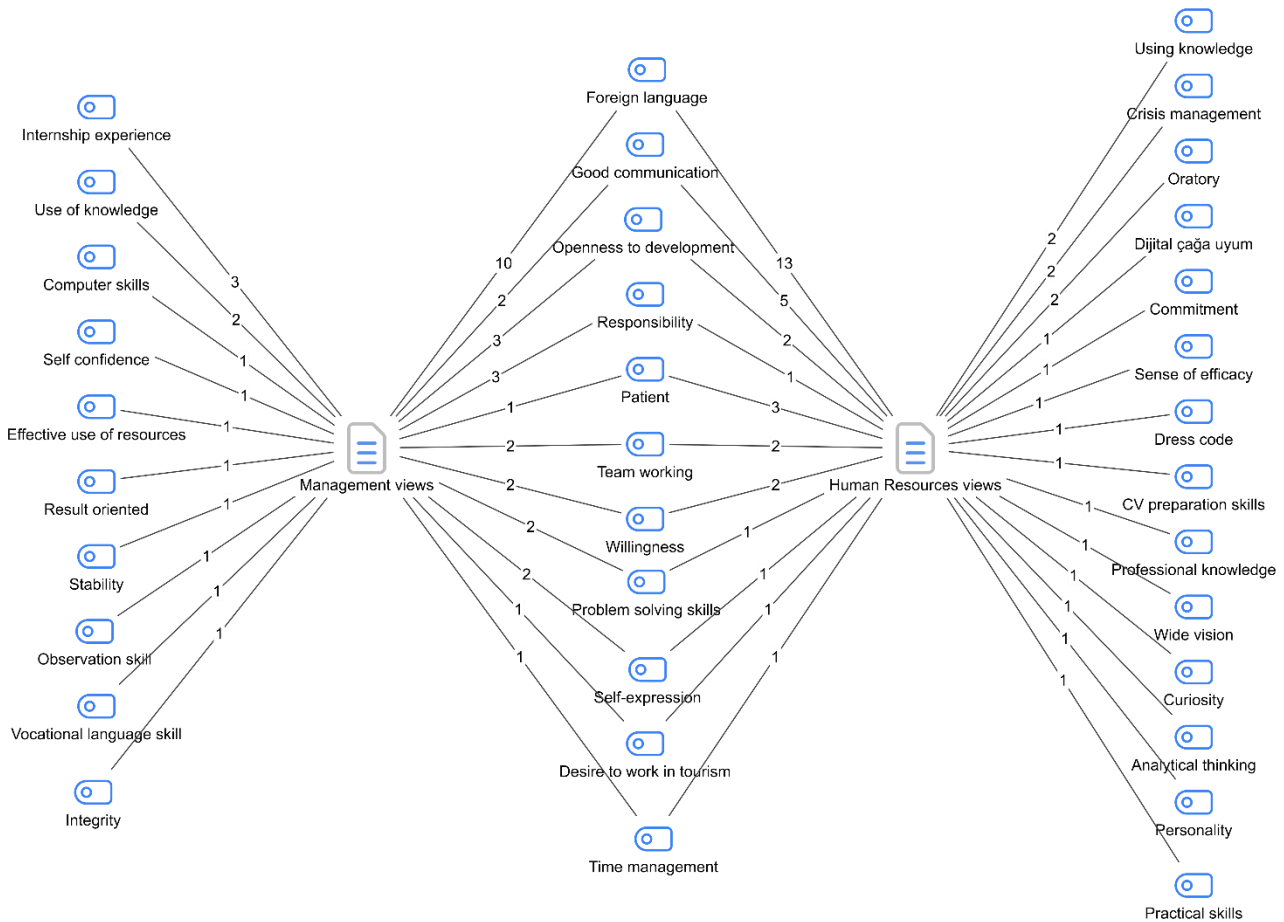 Internship experience
Use of knowledge
Computer skills
Self confidence
Effective use of resources
Result oriented
Stability
Observation skill
Vocational language skill
Integrity
3
2
1
1
1
1
1
1
1
1
Management views
10
2
3
3
1
2
2
2
2
1
1
Foreign language
Good communication
Openness to development
Responsibility
Patient
Team working
Willingness
Problem solving skills
Self-expression
Desire to work in tourism
Time management
13
5
2
1
3
2
2
1
1
1
1
Human Resources views
2
2
2
1
1
1
1
1
1
1
1
1
1
1
Using knowledge
Crisis management
Oratory
Dijital çağa uyum
Commitment
Sense of efficacy
Dress code
CV preparation skills
Professional knowledge
Wide vision
Curiosity
Analytical thinking
Personality
Practical skills